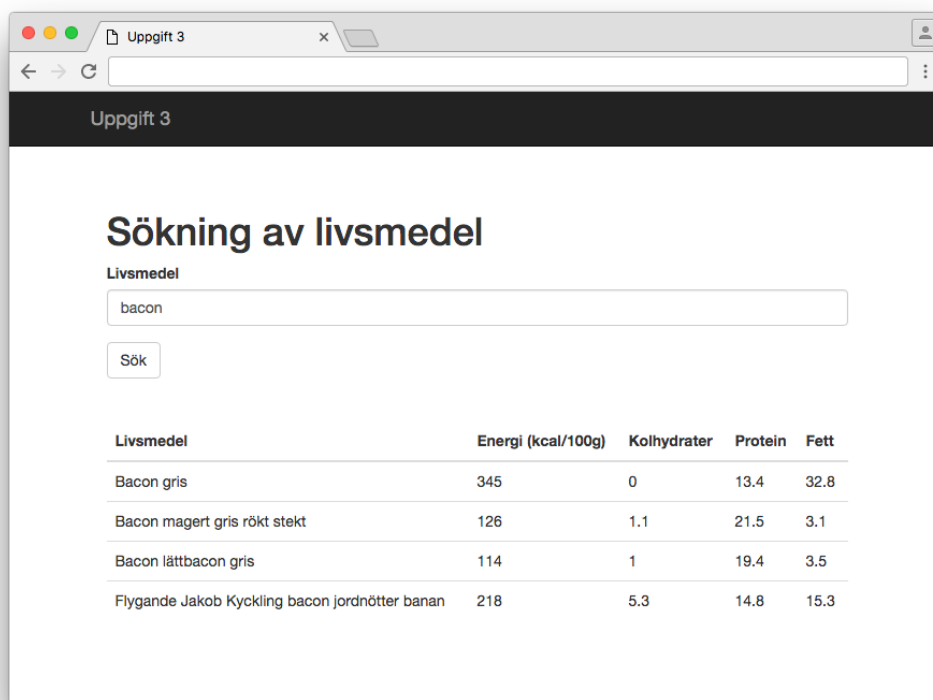 Uppgift 3
Uppgift 3
Sökning av livsmedel
Livsmedel
bacon
Sök
Livsmedel Energi (kcal/100g) Kolhydrater Protein Fett
Bacon gris 345 0 13.4 32.8
Bacon magert gris rökt stekt 126 1.1 21.5 3.1
Bacon lättbacon gris 114 1 19.4 3.5
Flygande Jakob Kyckling bacon jordnötter banan 218 5.3 14.8 15.3